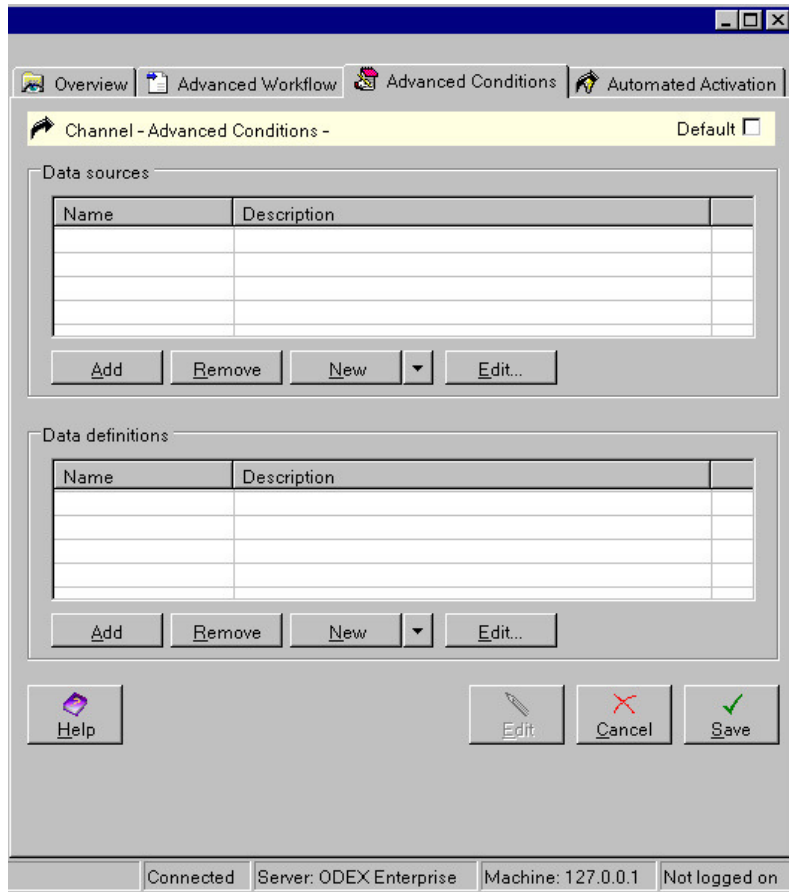 Overview Advanced Workflow Advanced Conditions Automated Activation
Channel - Advanced Conditions - Default
Data sources
Name Description
Add Remove New Edit...
Data definitions
Name Description
Add Remove New Edit...
Help Edit Cancel Save
Connected Server: ODEX Enterprise Machine: 127.0.0.1 Not logged on